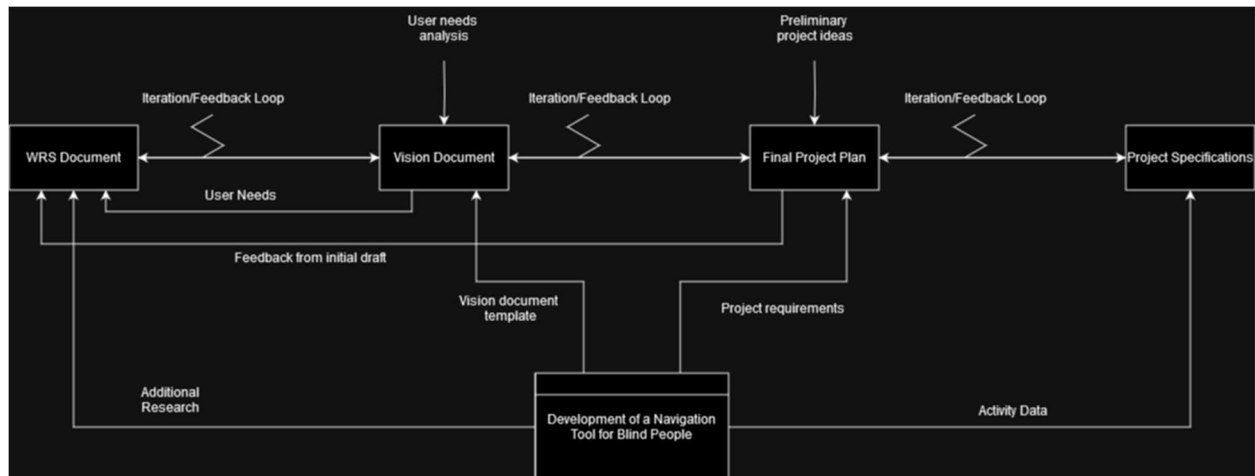 User needs
analysis
Preliminary
project ideas
Iteration/Feedback Loop
Iteration/Feedback Loop
Iteration/Feedback Loop
WRS Document
Vision Document
Final Project Plan
Project Specifications
User Needs
Feedback from initial draft
Vision document
template
Project requirements
Additional
Research
Development of a Navigation
Tool for Blind People
Activity Data